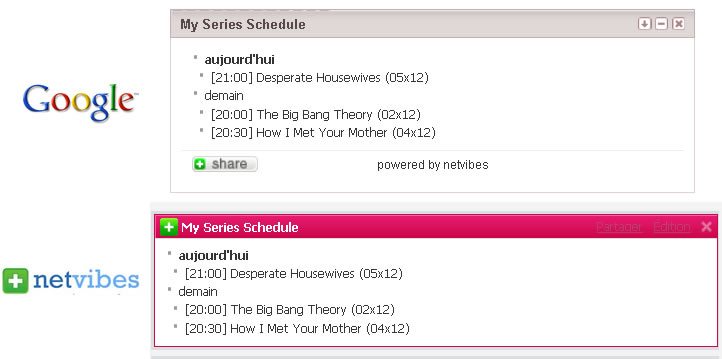 My Series Schedule
aujourd'hui
[21:00] Desperate Housewives (05x12)
demain
[20:00] The Big Bang Theory (02x12)
[20:30] How I Met Your Mother (04x12)
Google™
share
powered by netvibes
My Series Schedule Partager Edition
aujourd'hui
[21:00] Desperate Housewives (05x12)
demain
[20:00] The Big Bang Theory (02x12)
[20:30] How I Met Your Mother (04x12)
netvibes